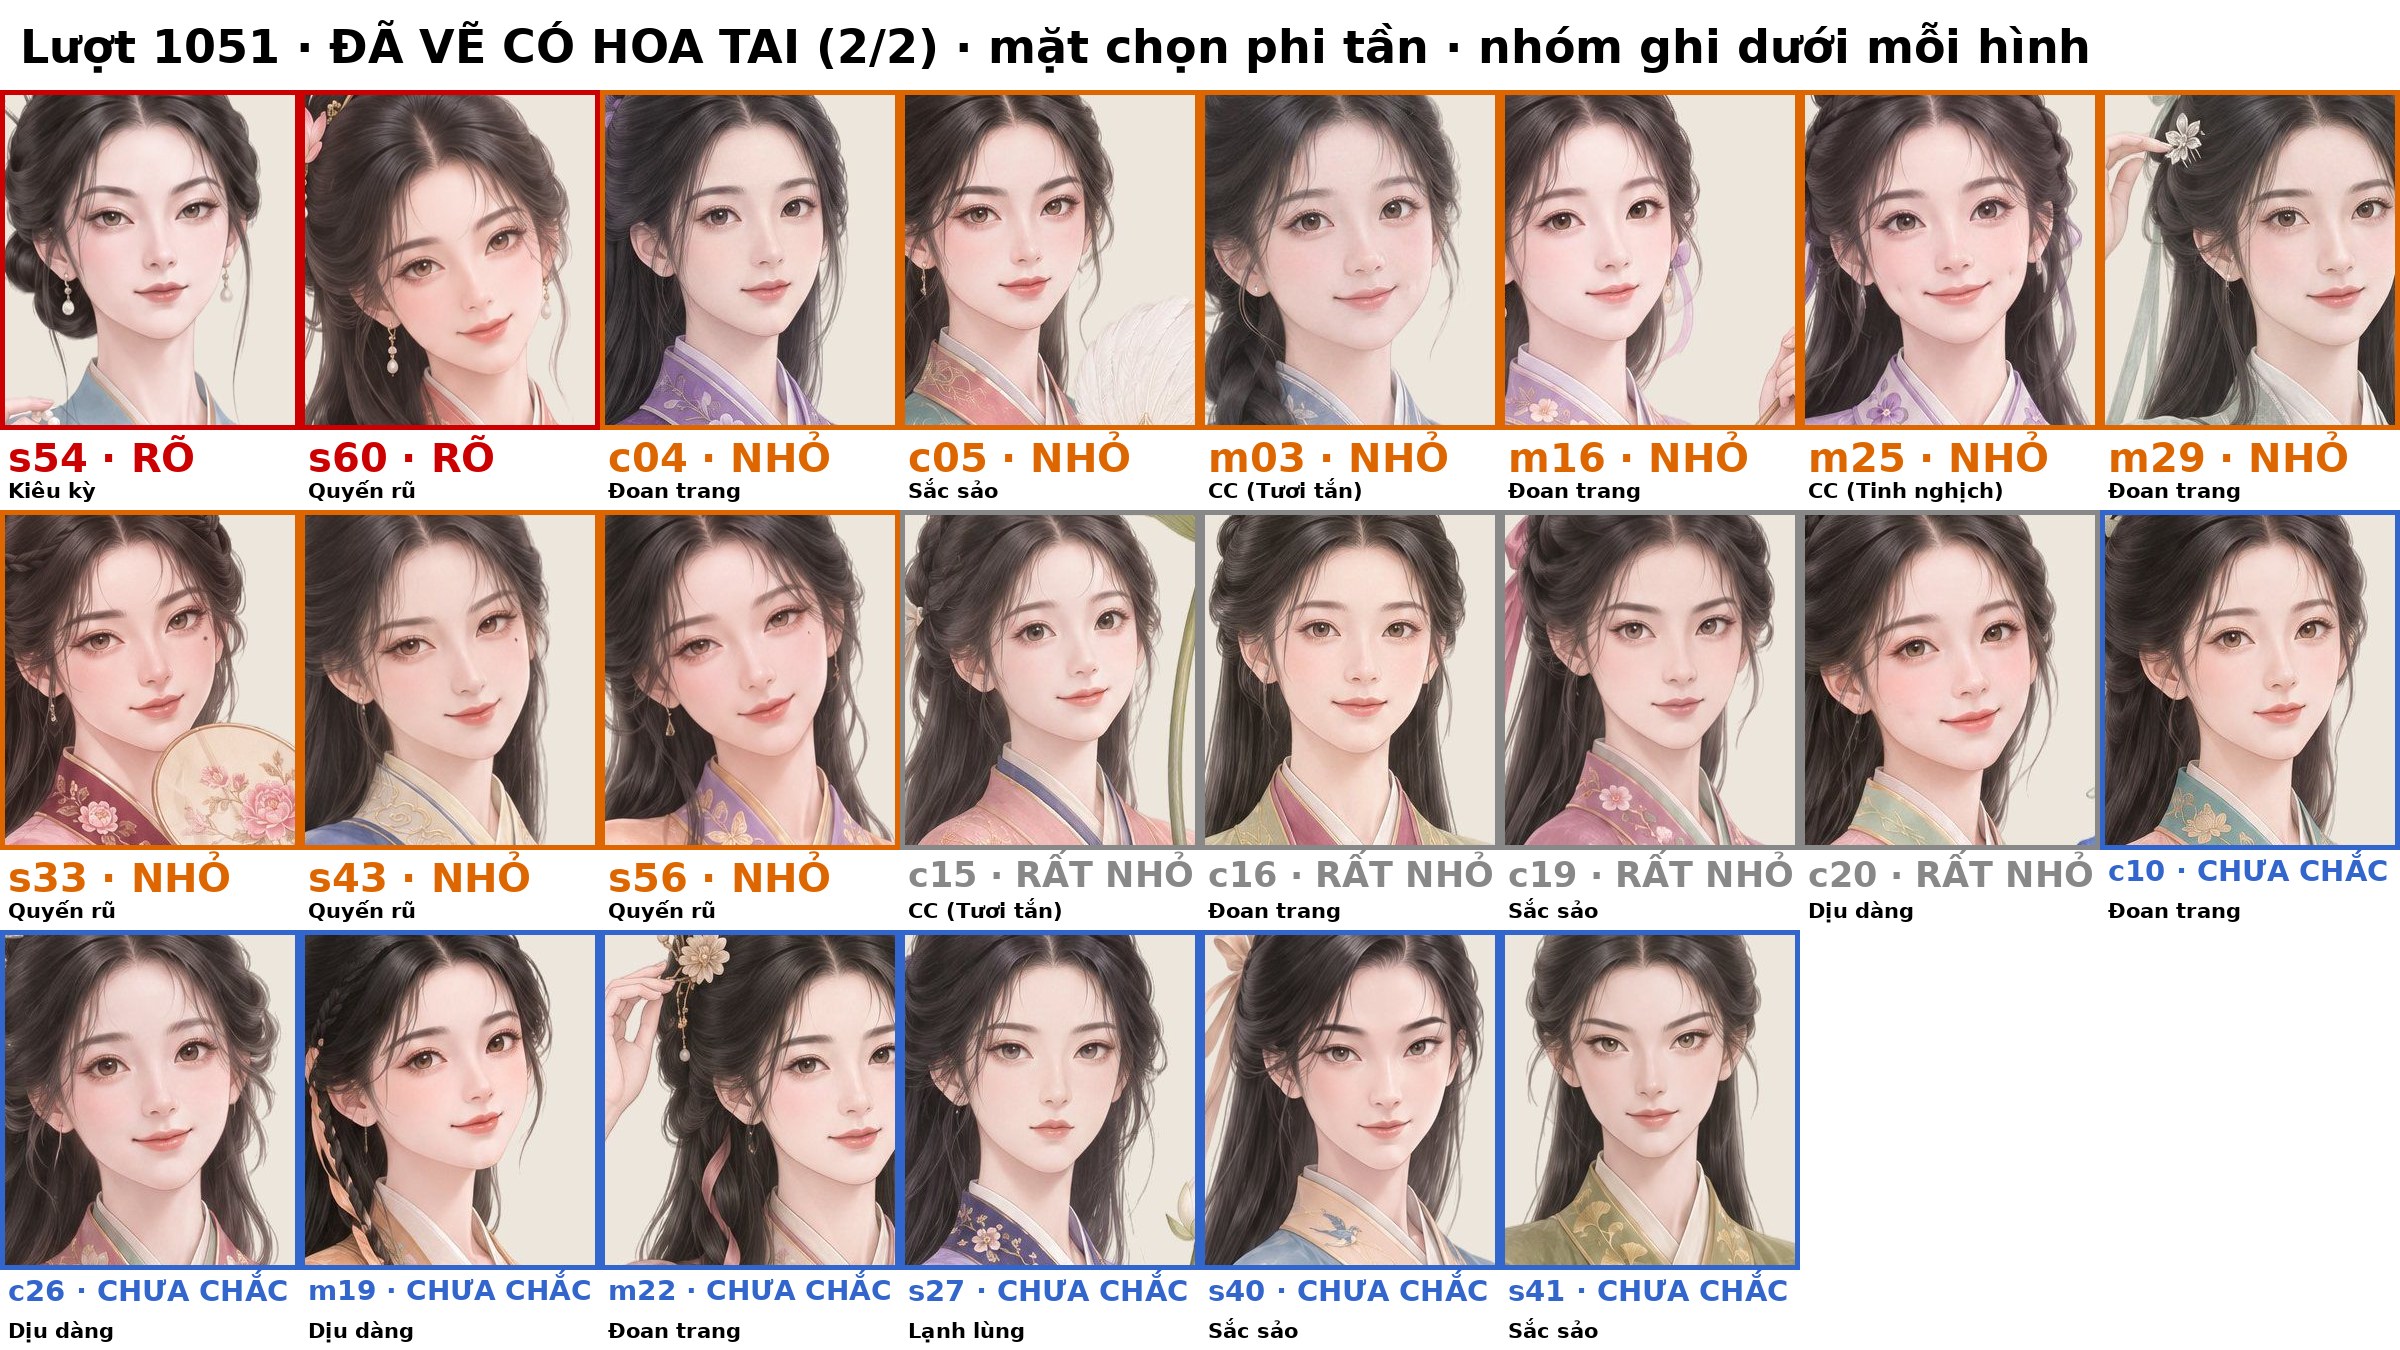 Lượt 1051 · ĐÃ VẼ CÓ HOA TAI (2/2) · mặt chọn phi tần · nhóm ghi dưới mỗi hình
s54 · RÕ
Kiêu kỳ
s60 · RÕ
Quyến rũ
c04 · NHỎ
Đoan trang
c05 · NHỎ
Sắc sảo
m03 · NHỎ
CC (Tươi tắn)
m16 · NHỎ
Đoan trang
m25 · NHỎ
CC (Tinh nghịch)
m29 · NHỎ
Đoan trang
s33 · NHỎ
Quyến rũ
s43 · NHỎ
Quyến rũ
s56 · NHỎ
Quyến rũ
c15 · RẤT NHỎ
CC (Tươi tắn)
c16 · RẤT NHỎ
Đoan trang
c19 · RẤT NHỎ
Sắc sảo
c20 · RẤT NHỎ
Dịu dàng
c10 · CHƯA CHẮC
Đoan trang
c26 · CHƯA CHẮC
Dịu dàng
m19 · CHƯA CHẮC
Dịu dàng
m22 · CHƯA CHẮC
Đoan trang
s27 · CHƯA CHẮC
Lạnh lùng
s40 · CHƯA CHẮC
Sắc sảo
s41 · CHƯA CHẮC
Sắc sảo